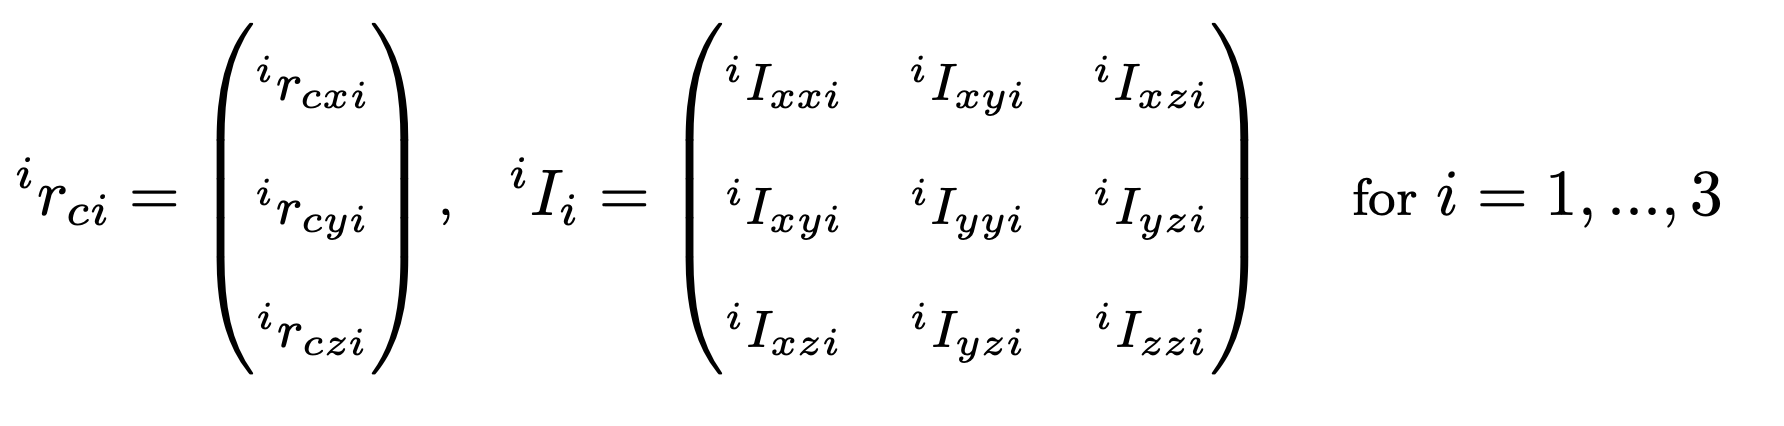 $^{i}r_{ci} = \begin{pmatrix} ^{i}r_{cxi} \\ ^{i}r_{cyi} \\ ^{i}r_{czi} \end{pmatrix}, \quad ^{i}I_{i} = \begin{pmatrix} ^{i}I_{xxi} & ^{i}I_{xyi} & ^{i}I_{xzi} \\ ^{i}I_{xyi} & ^{i}I_{yyi} & ^{i}I_{yzi} \\ ^{i}I_{xzi} & ^{i}I_{yzi} & ^{i}I_{zzi} \end{pmatrix} \quad \text{for } i = 1, ..., 3$